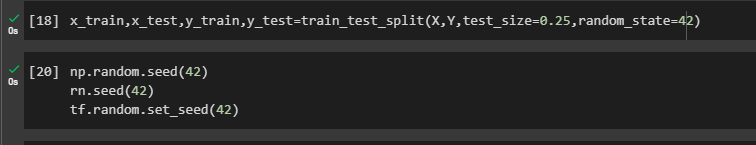 [18] x_train,x_test,y_train,y_test=train_test_split(X,Y,test_size=0.25,random_state=42)
0s
[20] np.random.seed(42)
0s
rn.seed(42)
tf.random.set_seed(42)